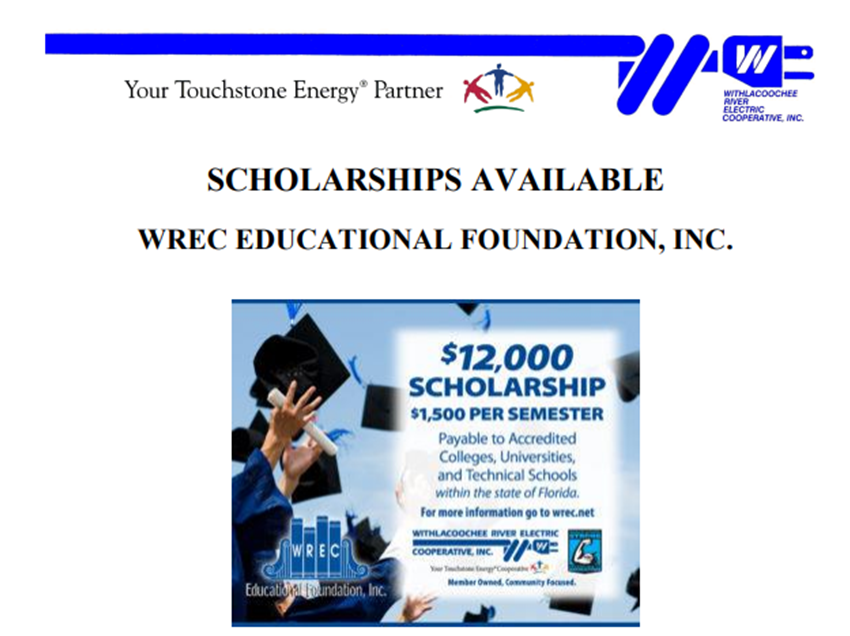 Your Touchstone Energy® Partner
W
WITHLACOOCHEE
RIVER
ELECTRIC
COOPERATIVE, INC.
SCHOLARSHIPS AVAILABLE
WREC EDUCATIONAL FOUNDATION, INC.
$12,000
SCHOLARSHIP
$1,500 PER SEMESTER
Payable to Accredited
Colleges, Universities,
and Technical Schools
within the state of Florida.
For more information go to wrec.net
WITHLACOOCHEE RIVER ELECTRIC
COOPERATIVE, INC.
W
Your Touchstone Energy® Cooperative
Member Owned, Community Focused.
WREC
Educational Foundation, Inc.